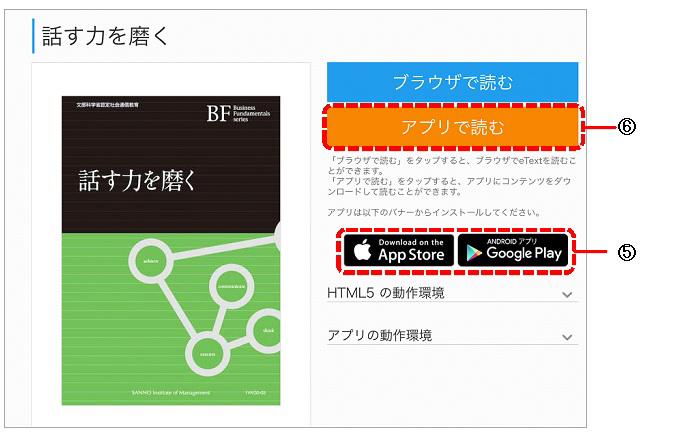 話す力を磨く
文部科学省認定社会通信教育
BF Business Fundamentals series
話す力を磨く
achieve
communicate
think
success
SANNO Institute of Management
ブラウザで読む
アプリで読む
⑥
「ブラウザで読む」をタップすると、ブラウザでeTextを読むこ
とができます。
「アプリで読む」をタップすると、アプリにコンテンツをダウ
ンロードして読むことができます。
アプリは以下のバナーからインストールしてください。
Download on the
App Store
ANDROID アプリ
Google Play
⑤
HTML5 の動作環境
アプリの動作環境